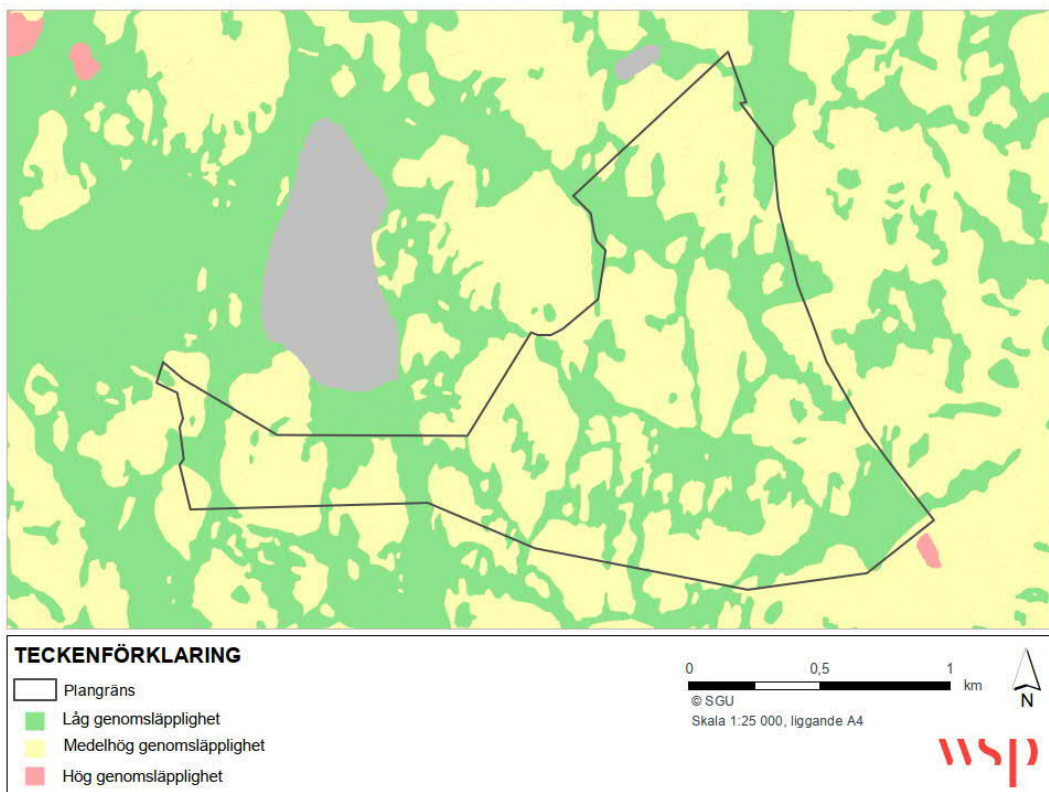 TECKENFÖRKLARING
Plangräns
Låg genomsläpplighet
Medelhög genomsläpplighet
Hög genomsläpplighet
0 0,5 1
km
© SGU
Skala 1:25 000, liggande A4
N
wsp